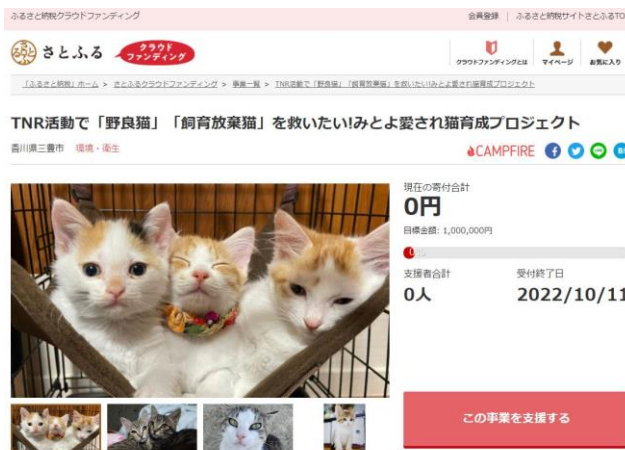 ふるさと納税クラウドファンディング
会員登録 | ふるさと納税サイトさとふるTO
さとふる クラウドファンディング
クラウドファンディングとは マイページ お気に入り
「ふるさと納税」ホーム > さとふるクラウドファンディング > 事業一覧 > TNR活動で「野良猫」「飼育放棄猫」を救いたい!みとよ愛され猫育成プロジェクト
TNR活動で「野良猫」「飼育放棄猫」を救いたい!みとよ愛され猫育成プロジェクト
香川県三豊市 環境・衛生
CAMPFIRE
現在の寄付合計
0円
目標金額: 1,000,000円
支援者合計 受付終了日
0人 2022/10/11
この事業を支援する